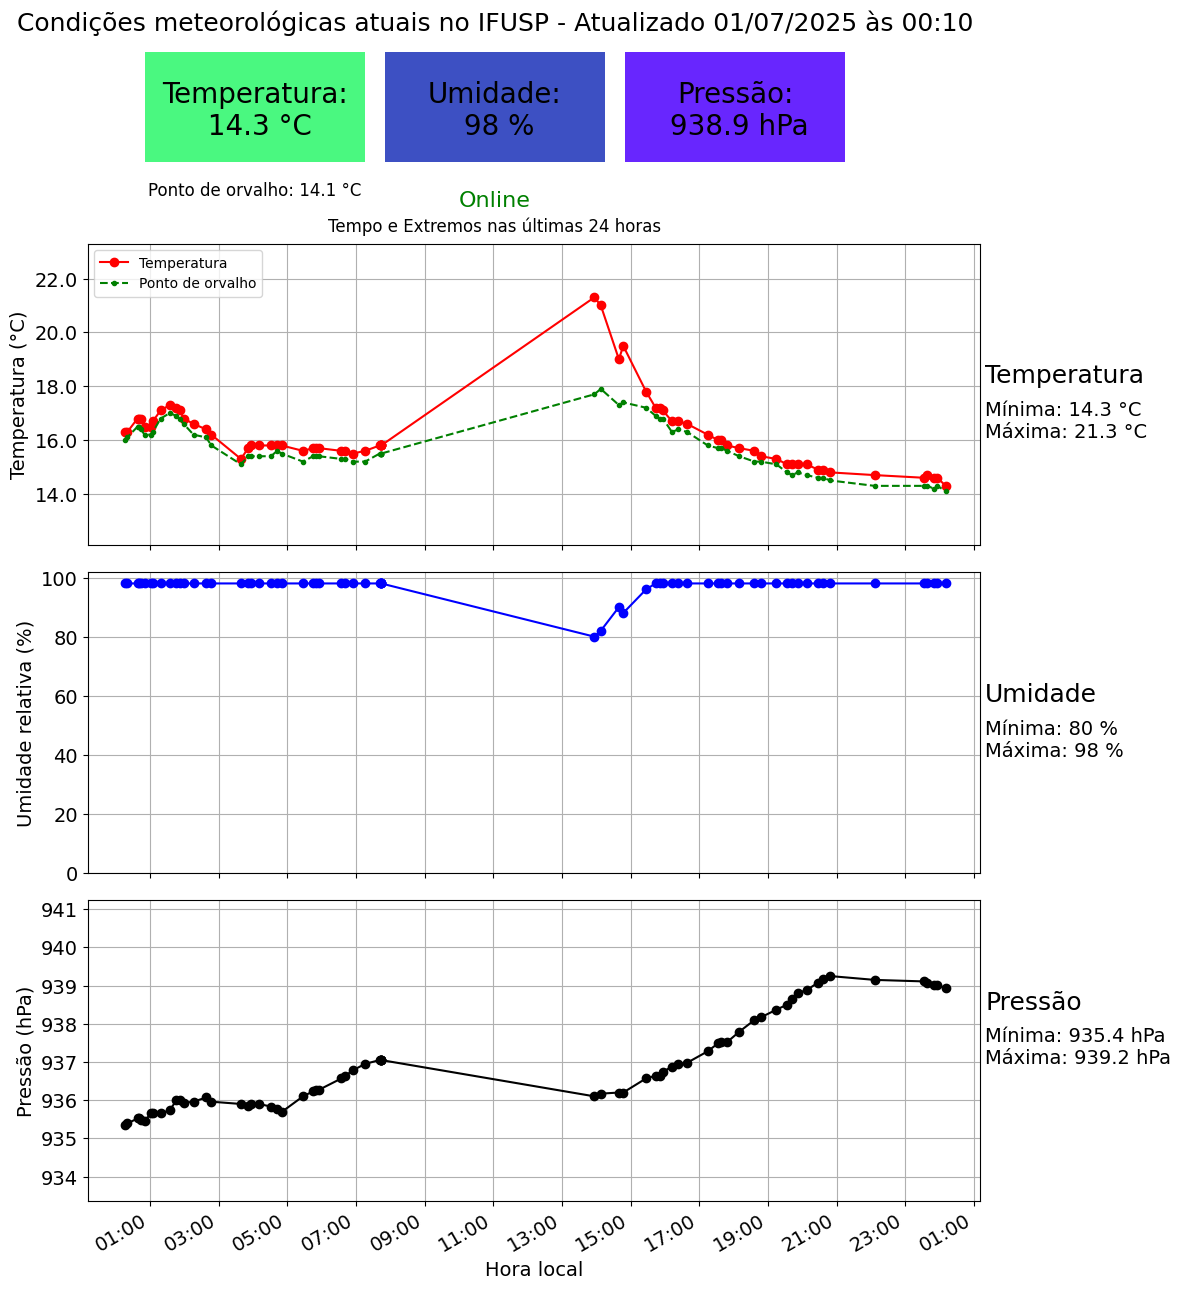 Condições meteorológicas atuais no IFUSP - Atualizado 01/07/2025 às 00:10
Temperatura:
14.3 °C
Umidade:
98 %
Pressão:
938.9 hPa
Ponto de orvalho: 14.1 °C
Online
Tempo e Extremos nas últimas 24 horas
Temperatura
Ponto de orvalho
Temperatura (°C)
22.0
20.0
18.0
16.0
14.0
Temperatura
Mínima: 14.3 °C
Máxima: 21.3 °C
Umidade relativa (%)
100
80
60
40
20
0
Umidade
Mínima: 80 %
Máxima: 98 %
Pressão (hPa)
941
940
939
938
937
936
935
934
Pressão
Mínima: 935.4 hPa
Máxima: 939.2 hPa
01:00 03:00 05:00 07:00 09:00 11:00 13:00 15:00 17:00 19:00 21:00 23:00 01:00
Hora local